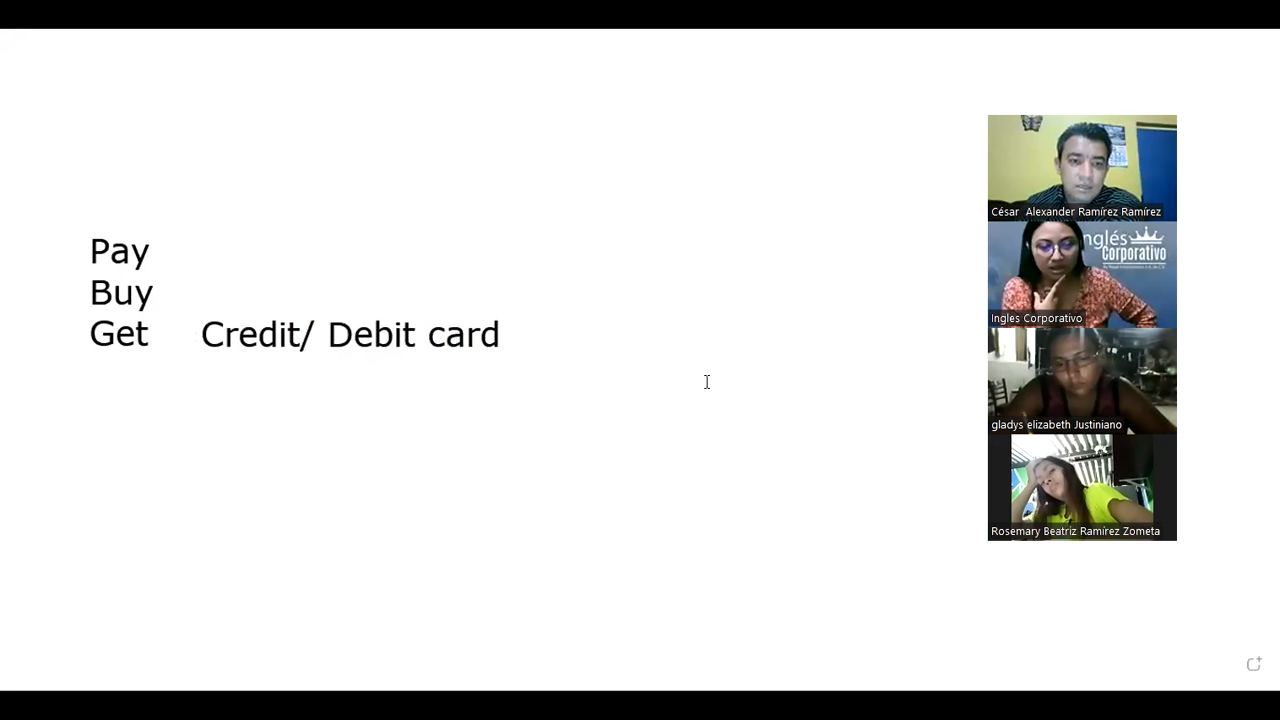 Pay
Buy
Get Credit/ Debit card
César Alexander Ramírez Ramírez
Inglés
Corporativo
Ingles Corporativo
gladys elizabeth Justiniano
Rosemary Beatriz Ramírez Zometa